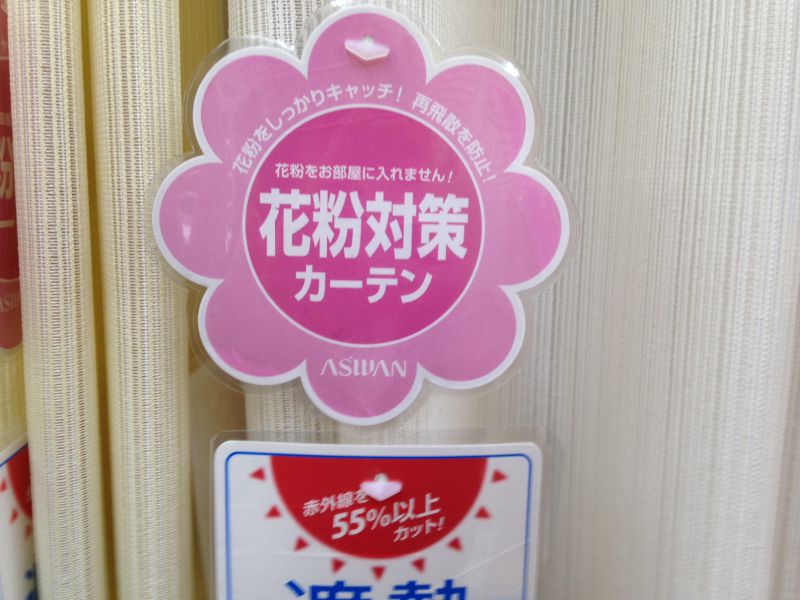 花粉をしっかりキャッチ! 再飛散を防止!
花粉をお部屋に入れません!
花粉対策
カーテン
ASWAN
赤外線を
55%以上
カット!
遮熱